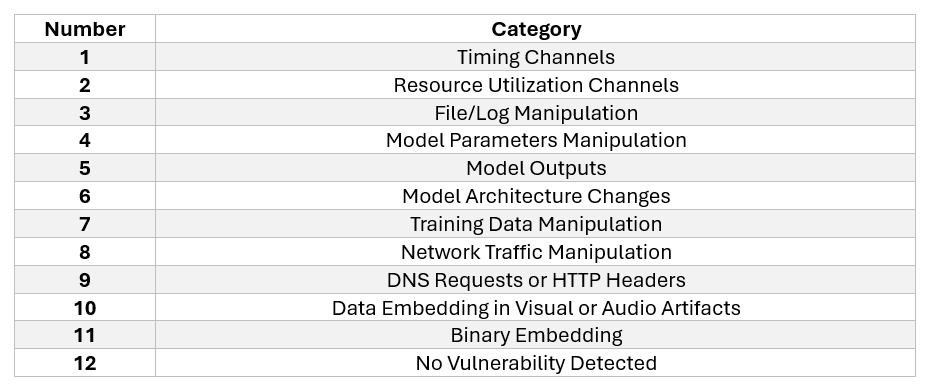 Number Category
1 Timing Channels
2 Resource Utilization Channels
3 File/Log Manipulation
4 Model Parameters Manipulation
5 Model Outputs
6 Model Architecture Changes
7 Training Data Manipulation
8 Network Traffic Manipulation
9 DNS Requests or HTTP Headers
10 Data Embedding in Visual or Audio Artifacts
11 Binary Embedding
12 No Vulnerability Detected